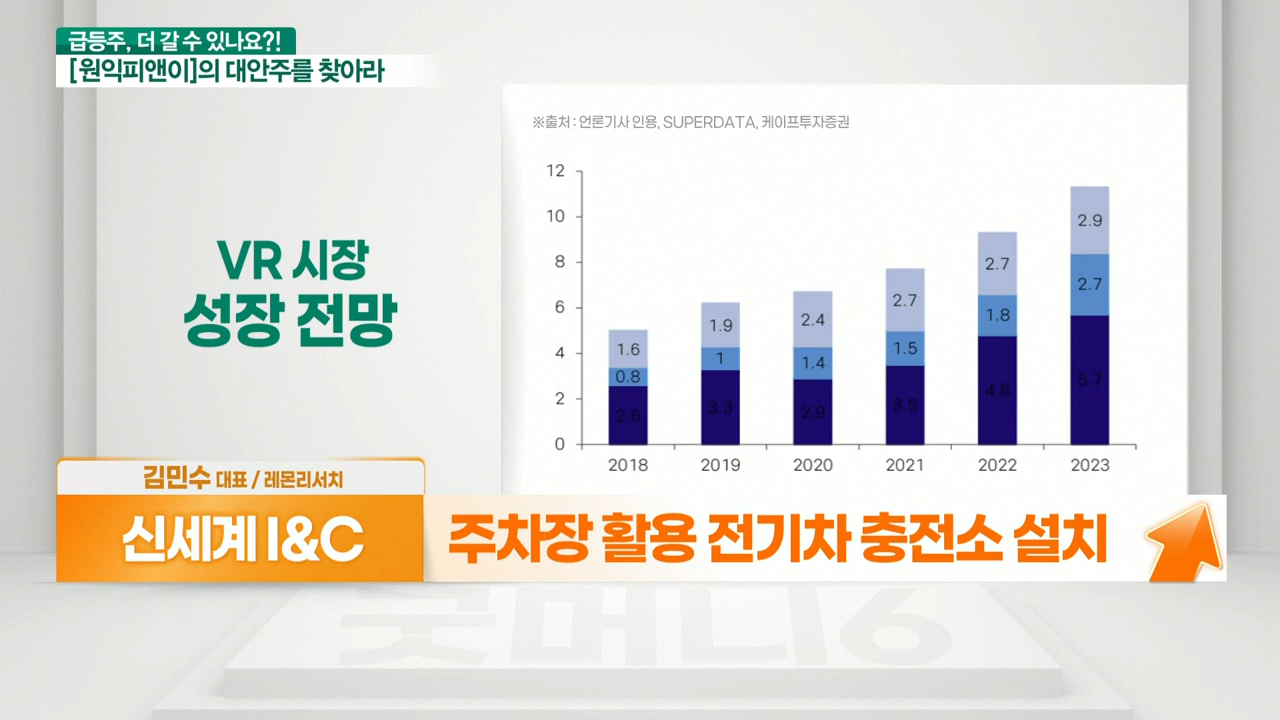 급등주, 더 갈 수 있나요?!
[원익피앤이]의 대안주를 찾아라
※출처 : 언론기사 인용, SUPERDATA, 케이프투자증권
VR 시장
성장 전망
12
10
8
6
4
2
0
1.6
0.8
2.6
1.9
1
3.3
2.4
1.4
2.9
2.7
1.5
3.5
2.7
1.8
4.8
2.9
2.7
5.7
2018 2019 2020 2021 2022 2023
김민수 대표 / 레몬리서치
신세계 I&C
주차장 활용 전기차 충전소 설치
굿머니6